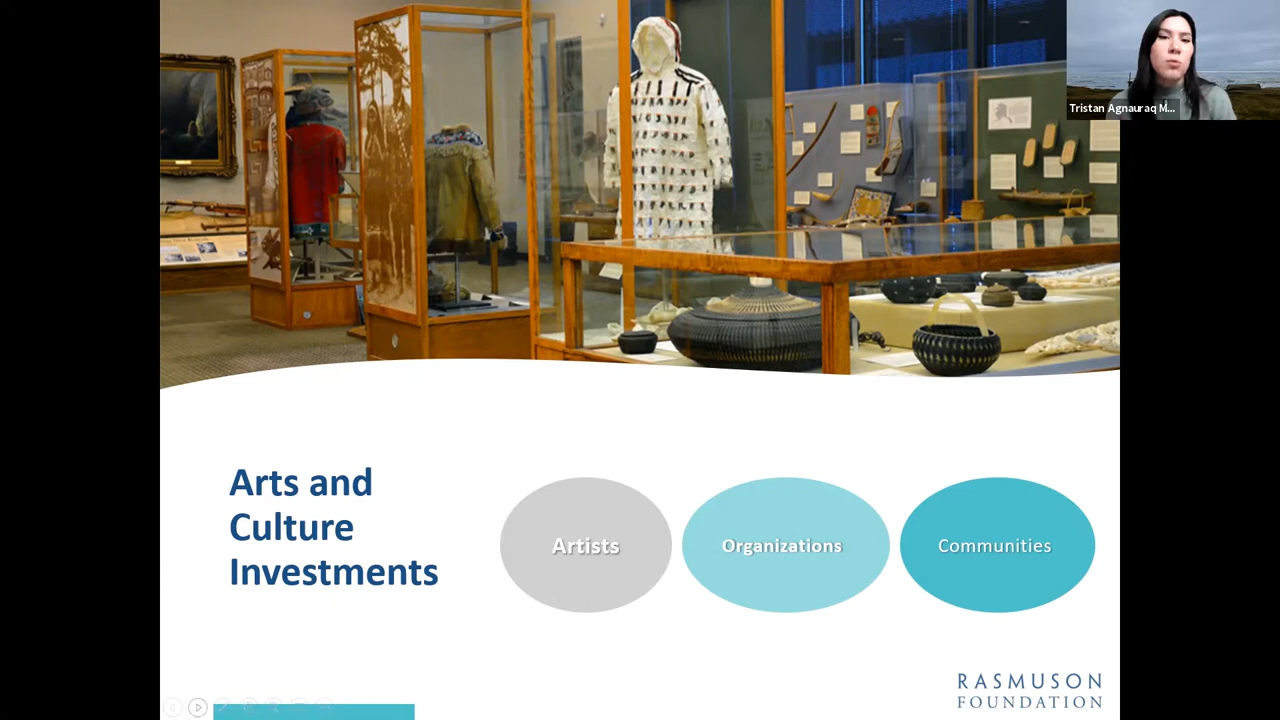 Tristan Agnauraq M...
Arts and
Culture
Investments
Artists
Organizations
Communities
RASMUSON
FOUNDATION